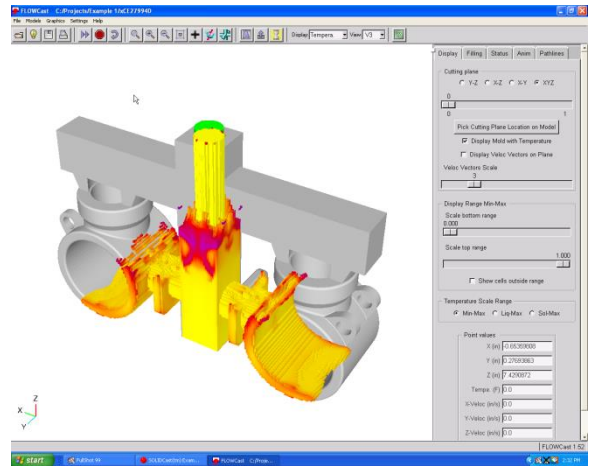 FLOWCast C:/Projects/Example 1/sCE27994D
File Models Graphics Settings Help
Display Tempera View V3
Display Filling Status Anim Pathlines
Cutting plane
Y-Z X-Z X-Y XYZ
0
0 1
Pick Cutting Plane Location on Model
Display Mold with Temperature
Display Veloc Vectors on Plane
Veloc Vectors Scale
3
Display Range Min-Max
Scale bottom range
0.000
Scale top range
1.000
Show cells outside range
Temperature Scale Range
Min-Max Liq-Max Sol-Max
Point values
X (in)
Y (in) 0.27693863
Z (in) 7.4290872
Tempe. (F) 0.0
X-Veloc (in/s) 0.0
Y-Veloc (in/s) 0.0
Z-Veloc (in/s) 0.0
Z
X
Y
FLOWCast 1.52
start FullShot 99 SOLIDCast(tm) Exam... FLOWCast C:/Proje... 2:32 PM